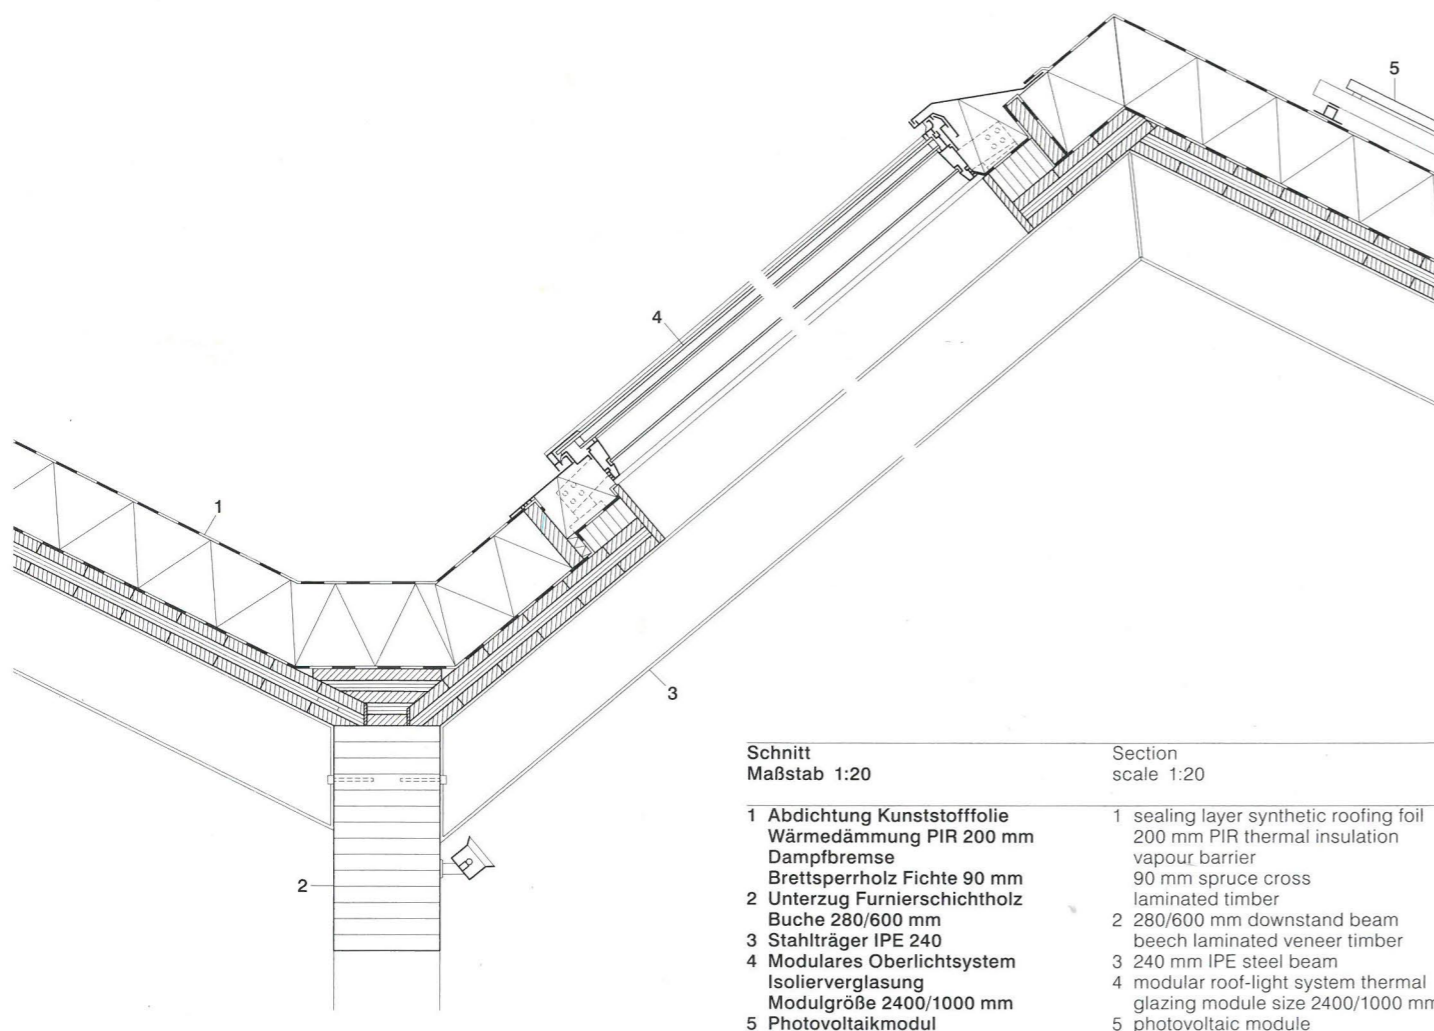 5
4
1
3
2
Schnitt
Maßstab 1:20
1 Abdichtung Kunststofffolie
Wärmedämmung PIR 200 mm
Dampfbremse
Brettsperrholz Fichte 90 mm
2 Unterzug Furnierschichtholz
Buche 280/600 mm
3 Stahlträger IPE 240
4 Modulares Oberlichtsystem
Isolierverglasung
Modulgröße 2400/1000 mm
5 Photovoltaikmodul
Section
scale 1:20
1 sealing layer synthetic roofing foil
200 mm PIR thermal insulation
vapour barrier
90 mm spruce cross
laminated timber
2 280/600 mm downstand beam
beech laminated veneer timber
3 240 mm IPE steel beam
4 modular roof-light system thermal
glazing module size 2400/1000 mm
5 photovoltaic module